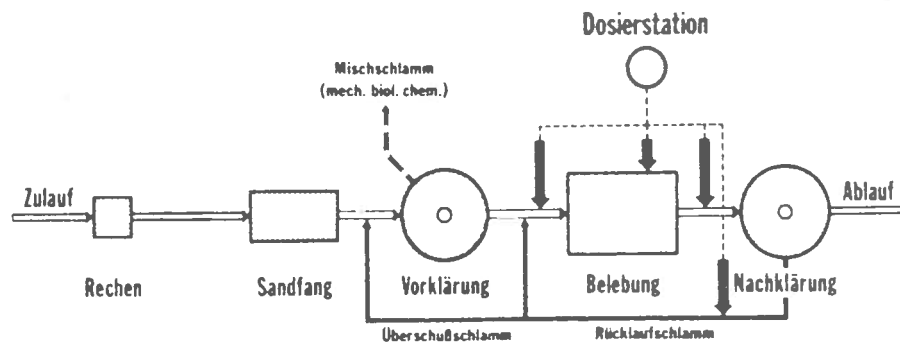 Dosierstation
Mischschlamm
(mech. biol. chem.)
Zulauf
Ablauf
Rechen
Sandfang
Vorklärung
Belebung
Nachklärung
Überschußschlamm
Rücklaufschlamm